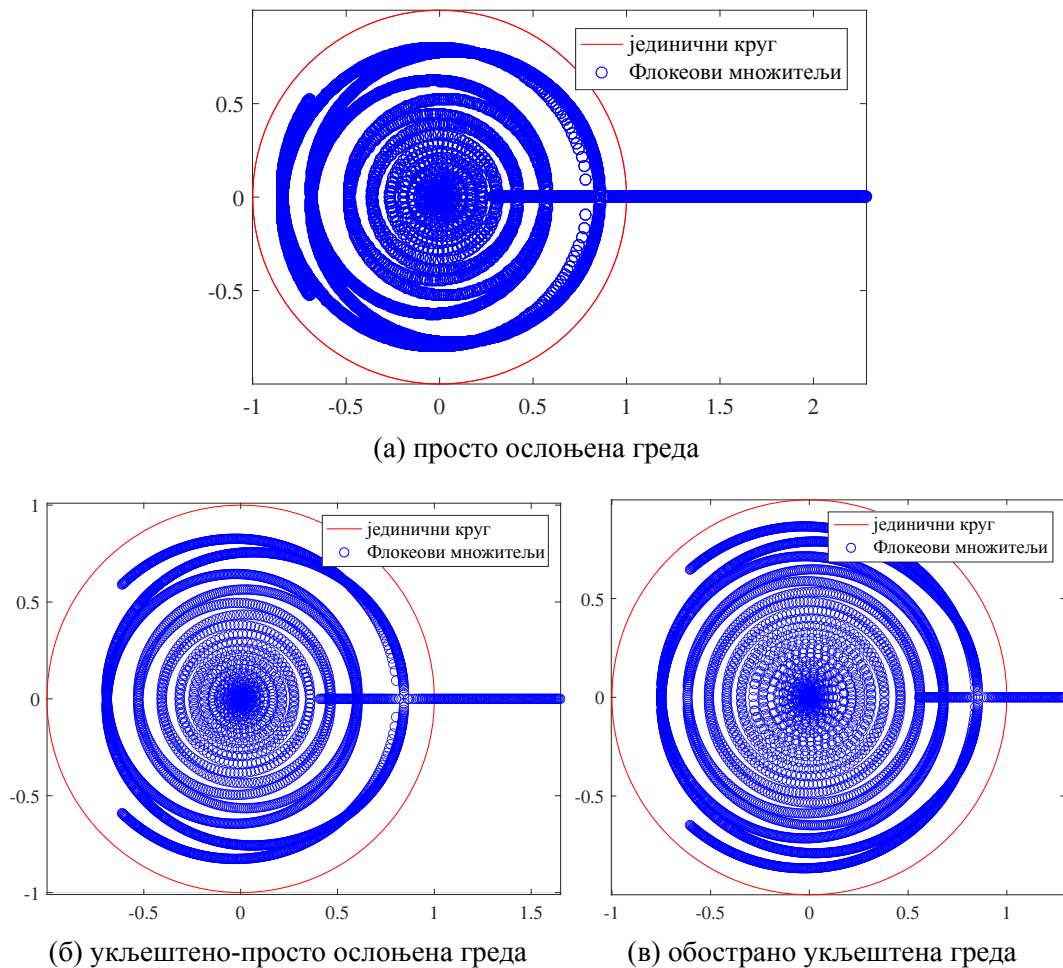 јединични круг
Флокеови множитељи
0.5
0
-0.5
-1 -0.5 0 0.5 1 1.5 2
(а) просто ослоњена греда
1
јединични круг
Флокеови множитељи
0.5
0
-0.5
-1
0 0.5 1 1.5
(б) укљештено-просто ослоњена греда
јединични круг
Флокеови множитељи
0.5
0
-0.5
-1 -0.5 0 0.5 1
(в) обострано укљештена греда